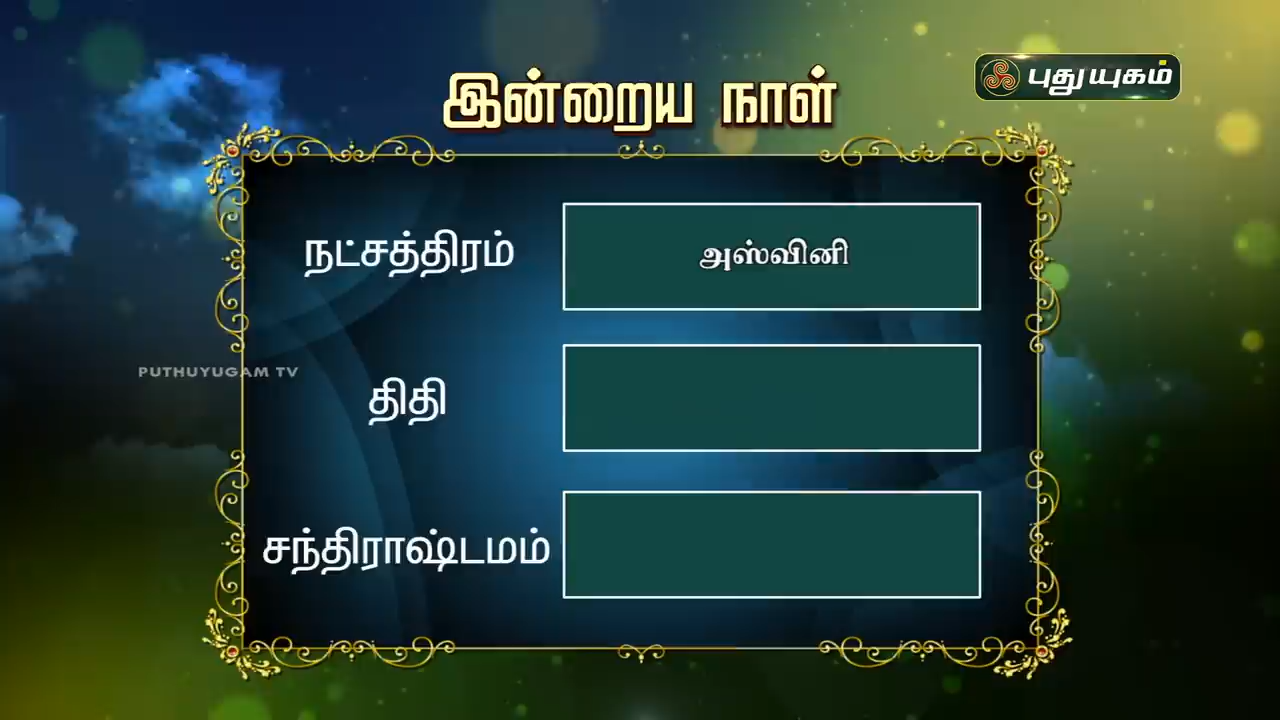 இன்றைய நாள்
புதுயுகம்
நட்சத்திரம்
அஸ்வினி
PUTHUYUGAM TV
திதி
சந்திராஷ்டமம்